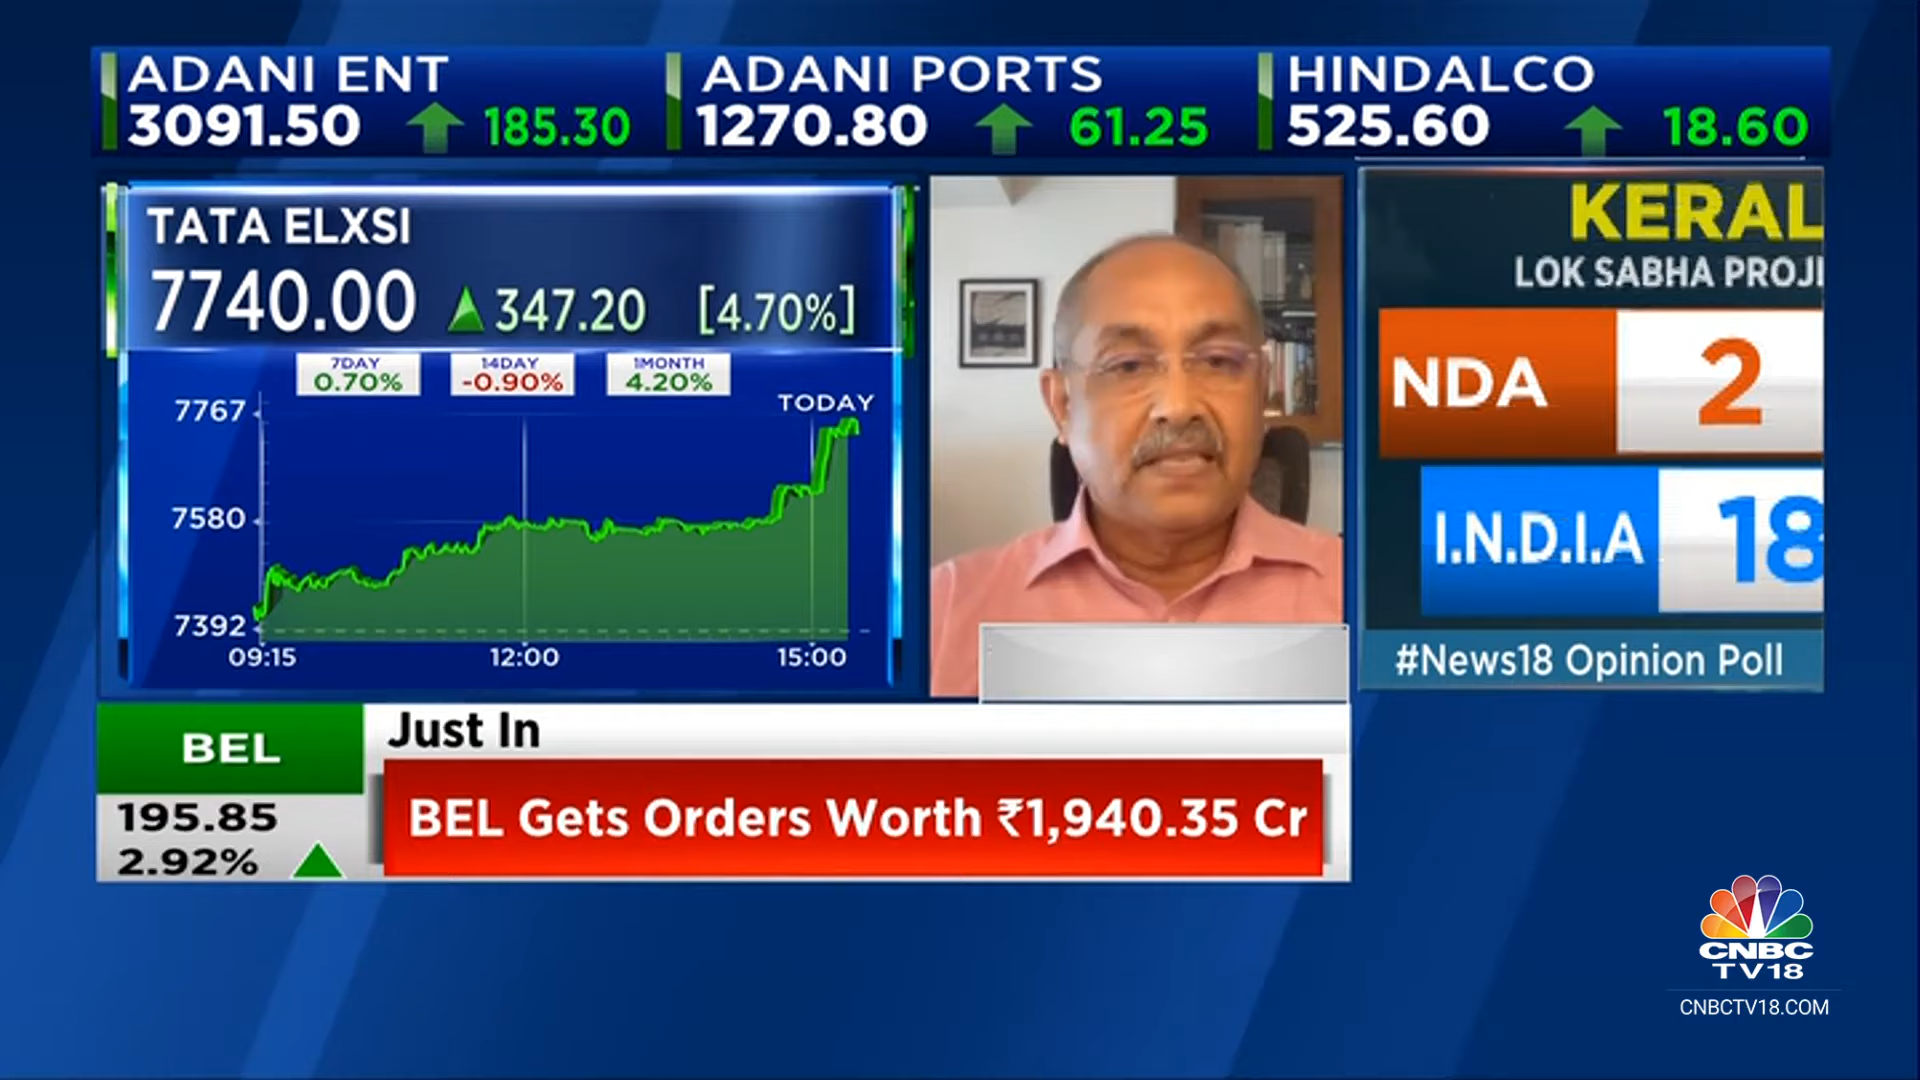 ADANI ENT
3091.50 185.30
ADANI PORTS
1270.80 61.25
HINDALCO
525.60 18.60
TATA ELXSI
7740.00 347.20 [4.70%]
7DAY
0.70%
14DAY
-0.90%
1MONTH
4.20%
TODAY
7767
7580
7392
09:15 12:00 15:00
KERAL
LOK SABHA PROJ
NDA 2
I.N.D.I.A 18
#News18 Opinion Poll
BEL
195.85
2.92%
Just In
BEL Gets Orders Worth ₹1,940.35 Cr
CNBC
TV18
CNBCTV18.COM